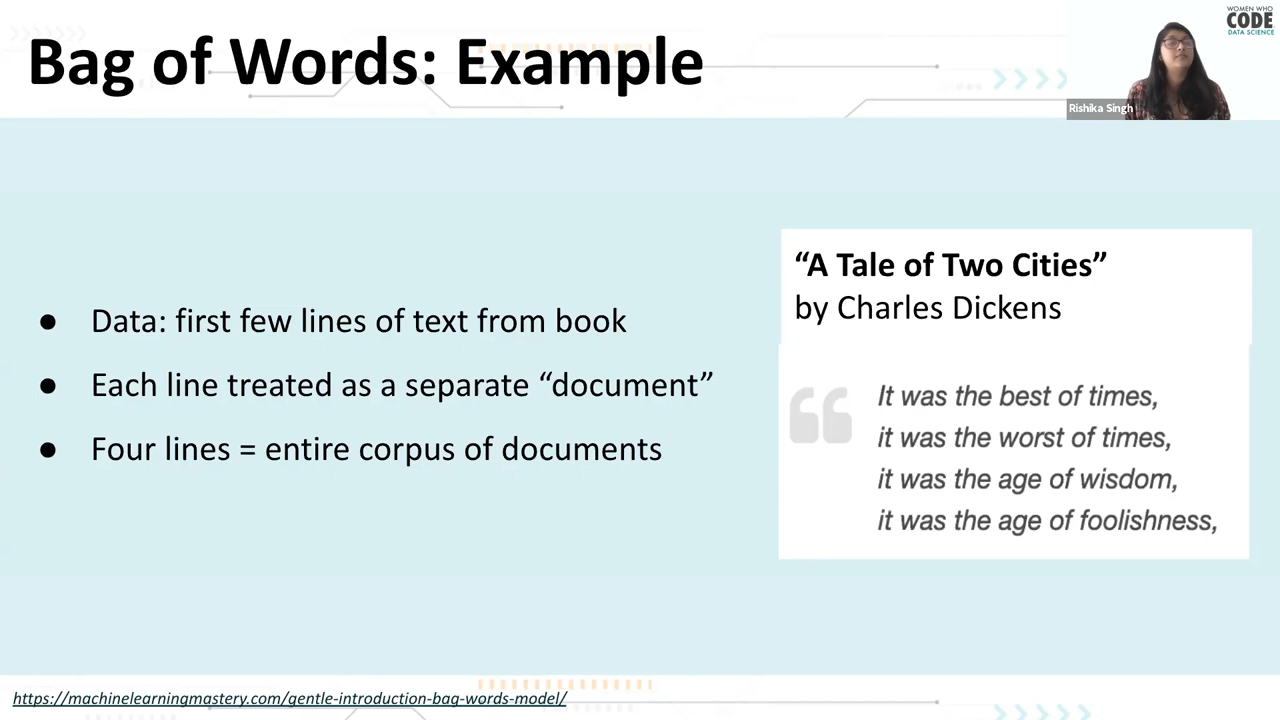 Bag of Words: Example
WOMEN WHO
CODE
DATA SCIENCE
Rishika Singh
● Data: first few lines of text from book
● Each line treated as a separate “document”
● Four lines = entire corpus of documents
“A Tale of Two Cities”
by Charles Dickens
“
It was the best of times,
it was the worst of times,
it was the age of wisdom,
it was the age of foolishness,
https://machinelearningmastery.com/gentle-introduction-bag-words-model/